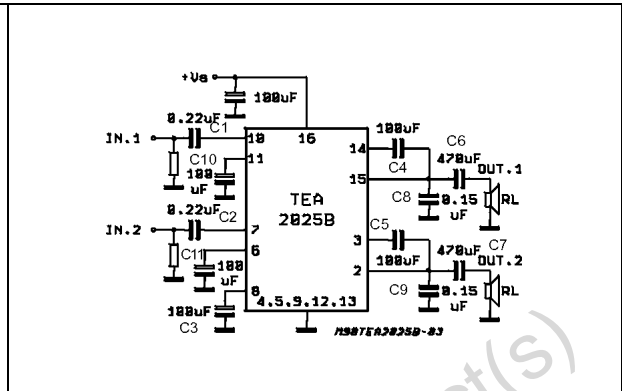 +Vs
100uF
0.22uF
C1
IN.1
10
16
100uF
C6
C10
11
14
470uF
OUT.1
100
uF
C4
15
TEA
2025B
C8
0.15
uF
RL
0.22uF
C2
IN.2
7
C5
3
470uF
C7
OUT.2
6
C11
100
uF
100uF
2
C9
0.15
uF
RL
8
100uF
C3
4.5.9.12.13
M90TEA2025B-03
ct(s)